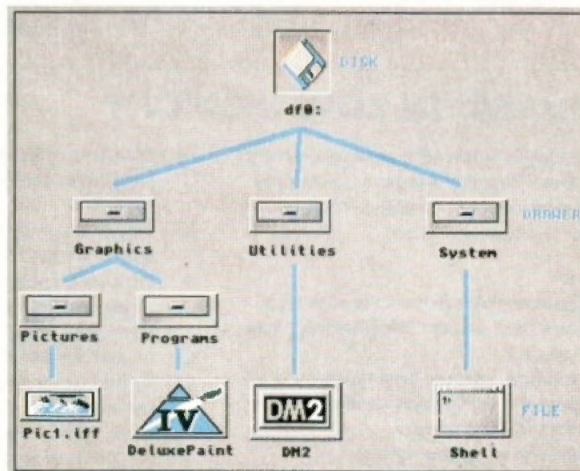 DISK
df0:
DRAWER
Graphics
Utilities
System
Pictures
Programs
IV
DM2
FILE
Pic1.iff
DeluxePaint
DM2
Shell